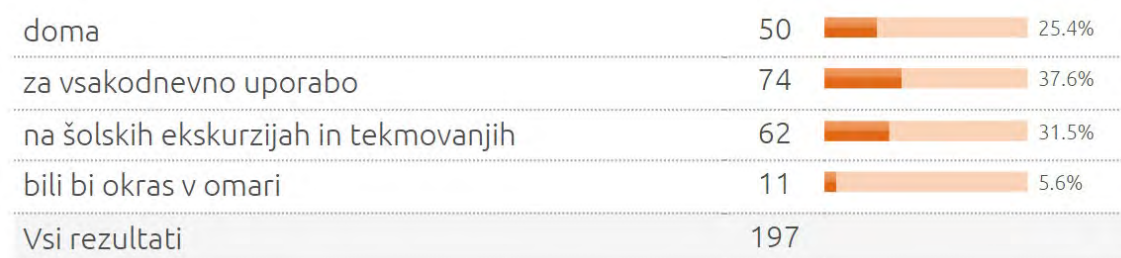 doma 50 25.4%
za vsakodnevno uporabo 74 37.6%
na šolskih ekskurzijah in tekmovanjih 62 31.5%
bili bi okras v omari 11 5.6%
Vsi rezultati 197